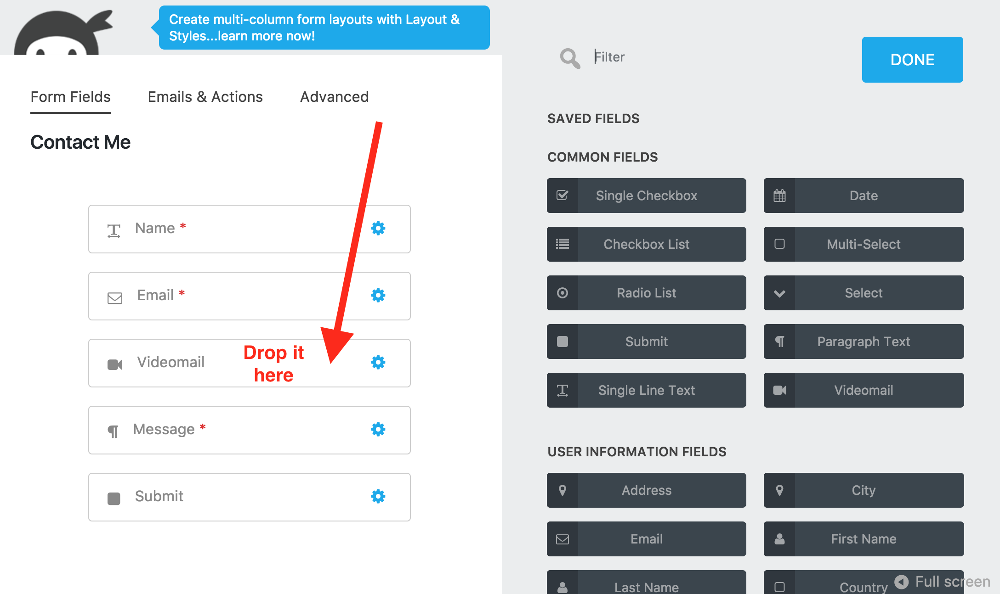 Create multi-column form layouts with Layout &
Styles...learn more now!
Form Fields
Emails & Actions
Advanced
Contact Me
Name *
Email *
Videomail
Drop it
here
Message *
Submit
Filter
DONE
SAVED FIELDS
COMMON FIELDS
Single Checkbox
Date
Checkbox List
Multi-Select
Radio List
Select
Submit
Paragraph Text
Single Line Text
Videomail
USER INFORMATION FIELDS
Address
City
Email
First Name
Last Name
Country
Full screen